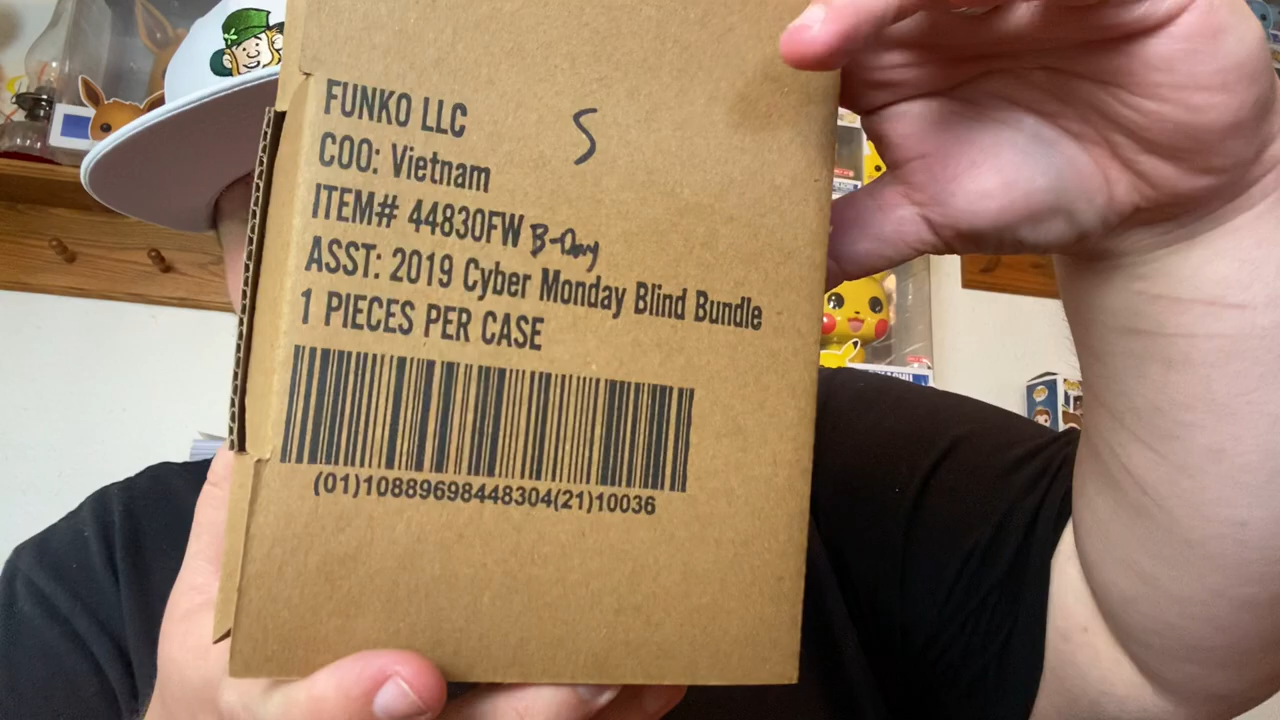 S
FUNKO LLC
COO: Vietnam
ITEM# 44830FW B-Day
ASST: 2019 Cyber Monday Blind Bundle
1 PIECES PER CASE
(01)10889698448304(21)10036